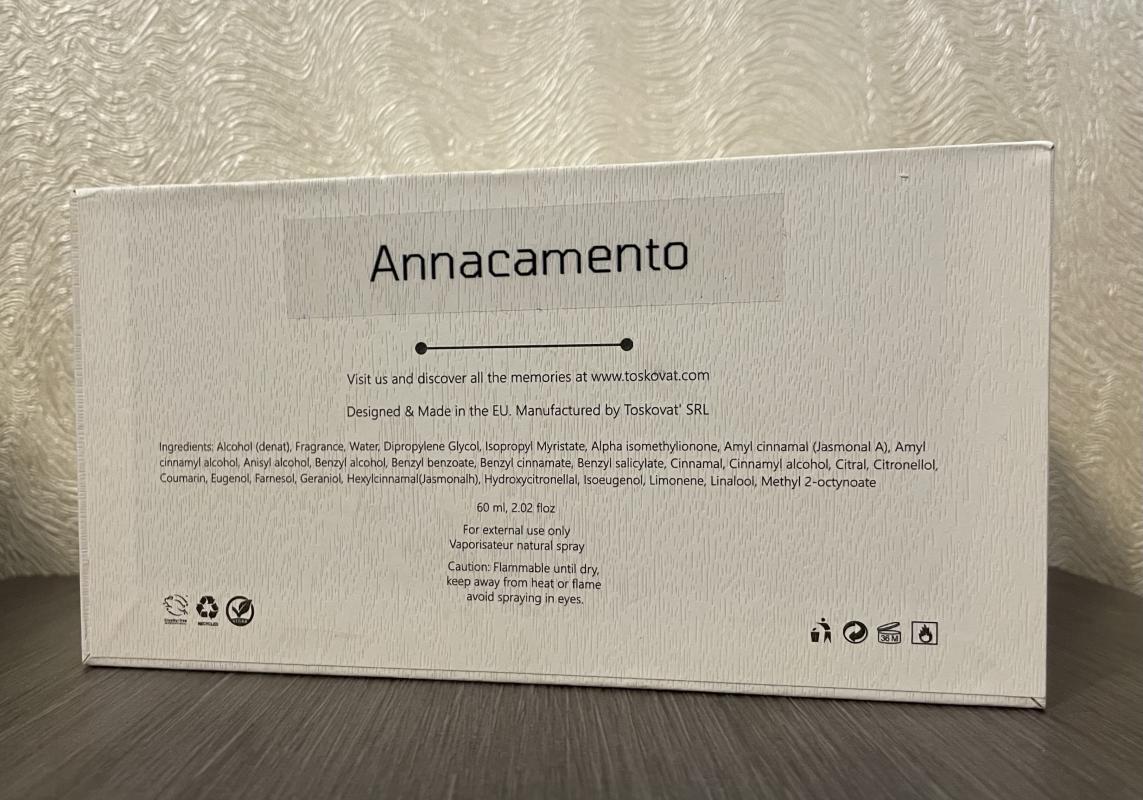 Annacamento
Visit us and discover all the memories at www.toskovat.com
Designed & Made in the EU. Manufactured by Toskovat' SRL
Ingredients: Alcohol (denat), Fragrance, Water, Dipropylene Glycol, Isopropyl Myristate, Alpha isomethylionone, Amyl cinnamal (Jasmonal A), Amyl
cinnamyl alcohol, Anisyl alcohol, Benzyl alcohol, Benzyl benzoate, Benzyl cinnamate, Benzyl salicylate, Cinnamal, Cinnamyl alcohol, Citral, Citronellol,
Coumarin, Eugenol, Farnesol, Geraniol, Hexylcinnamal(Jasmonalh), Hydroxycitronellal, Isoeugenol, Limonene, Linalool, Methyl 2-octynoate
60 ml, 2.02 floz
For external use only
Vaporisateur natural spray
Caution: Flammable until dry,
keep away from heat or flame
avoid spraying in eyes.
RECYCLED
36 M